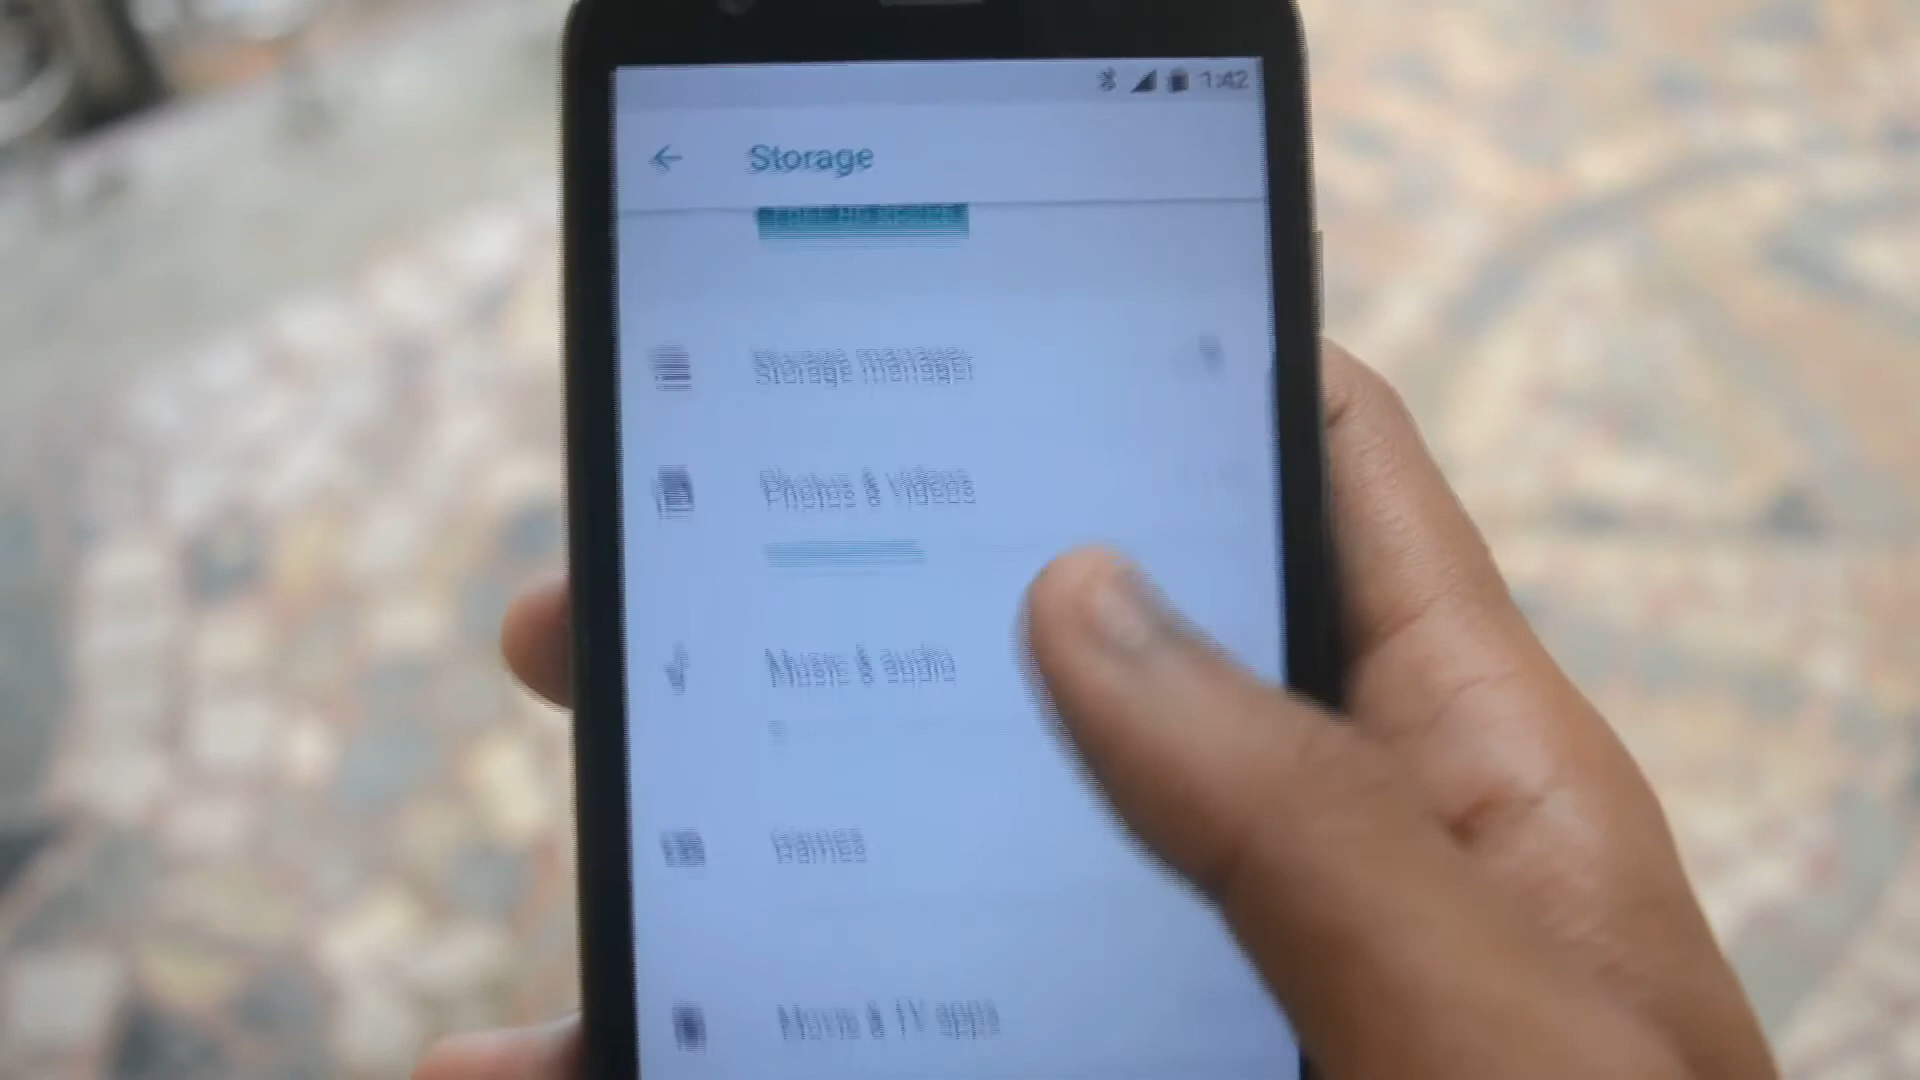 1:42
Storage
Storage manager
Photos & videos
Music & audio
Games
Movie & TV apps